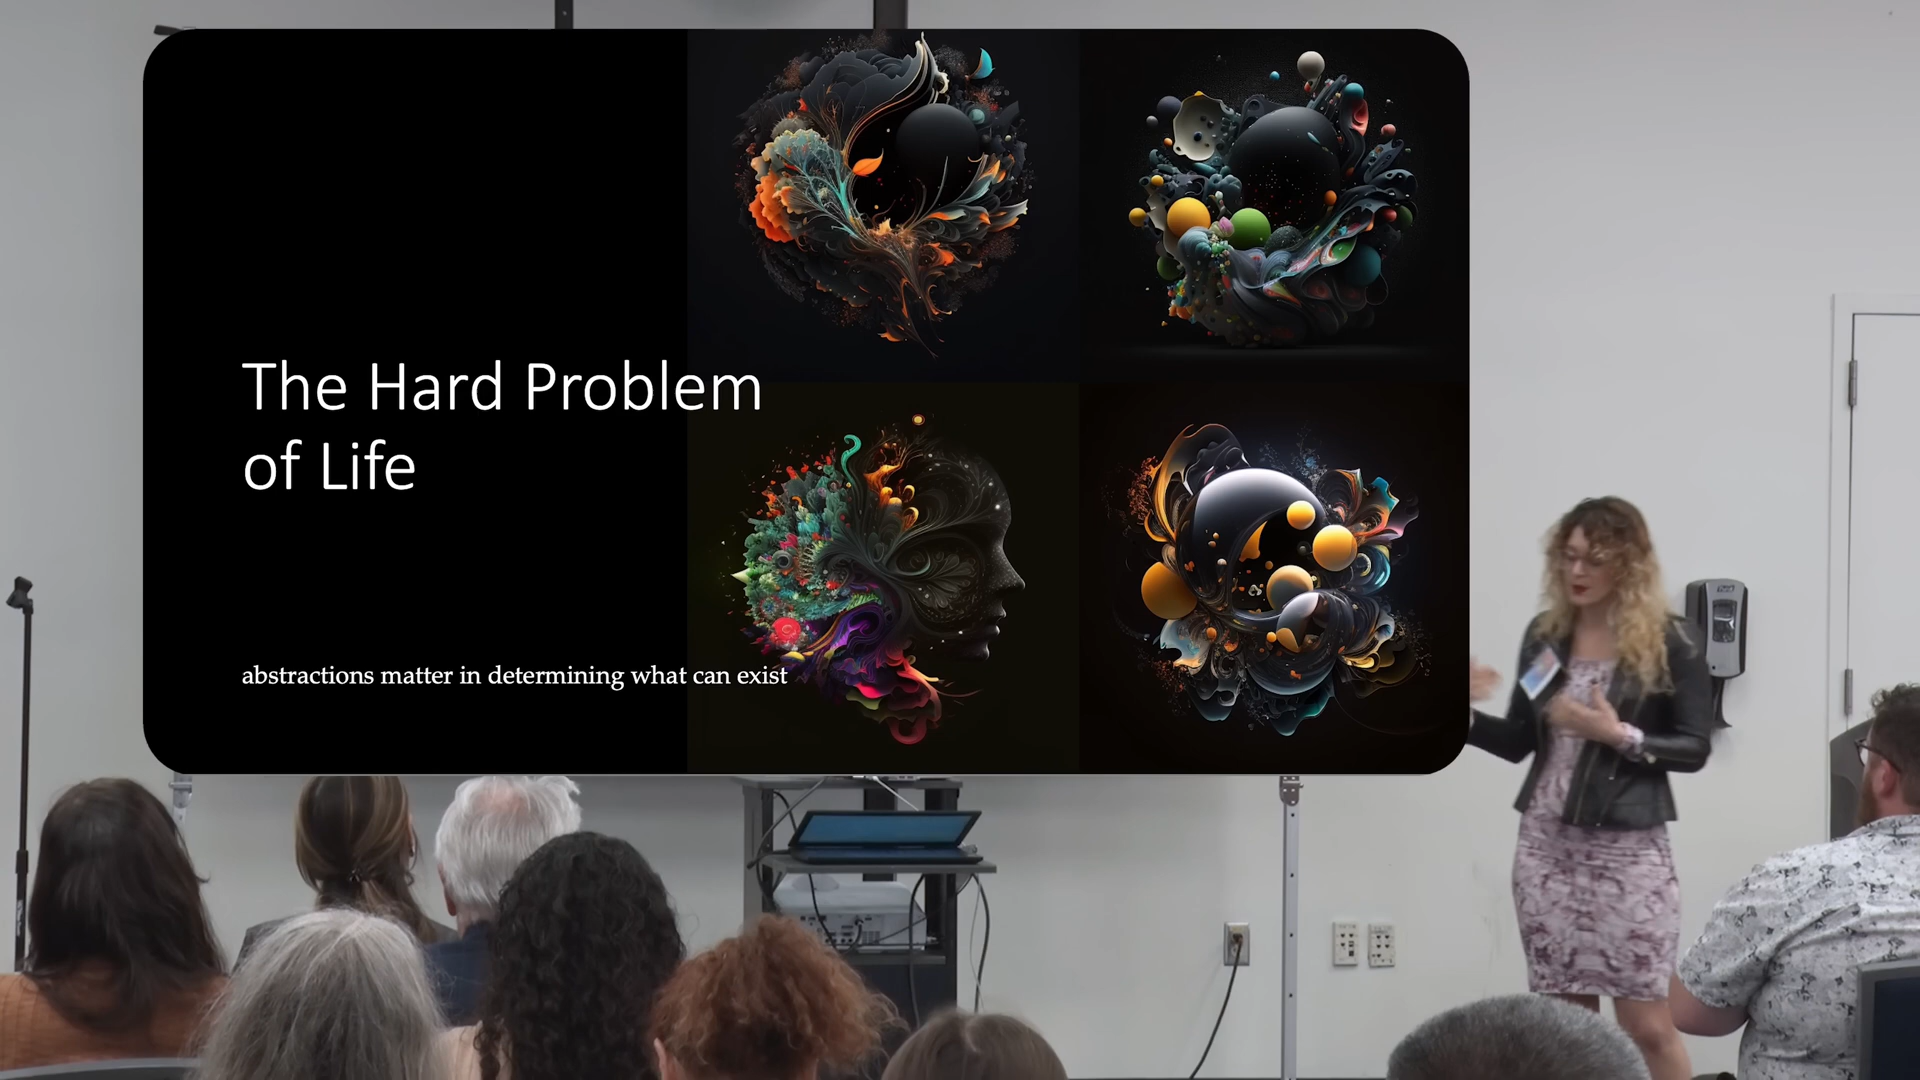 The Hard Problem
of Life
abstractions matter in determining what can exist